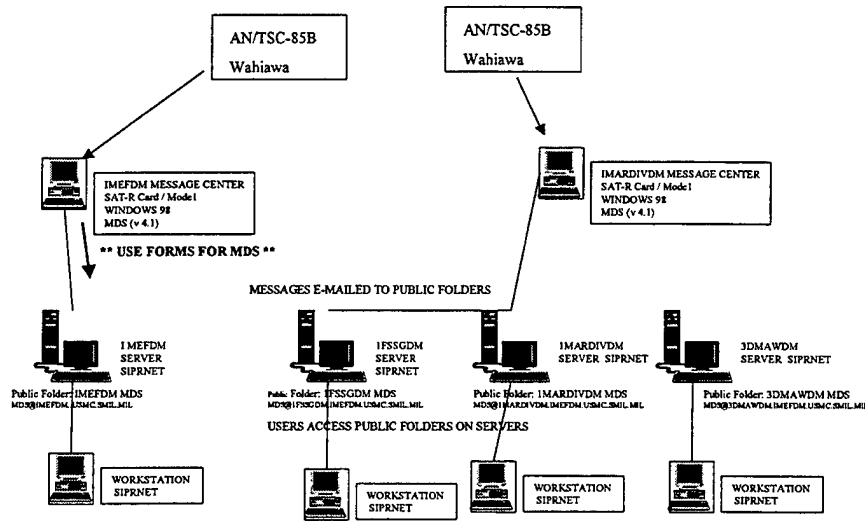 AN/TSC-85B
Wahiawa
AN/TSC-85B
Wahiawa
IMEFDM MESSAGE CENTER
SAT-R Card / Model
WINDOWS 98
MDS (v 4.1)
IMARDIVDM MESSAGE CENTER
SAT-R Card / Model
WINDOWS 98
MDS (v 4.1)
** USE FORMS FOR MDS **
MESSAGES E-MAILED TO PUBLIC FOLDERS
1MEFDM
SERVER
SIPRNET
1FSSGDM
SERVER
SIPRNET
1MARDIVDM
SERVER SIPRNET
3DMAWDM
SERVER SIPRNET
Public Folder: IMEFDM MDS
MDS@IMEFDM.USMC.SMIL.MIL
Public Folder: 1FSSGDM MDS
MDS@1FSSGDM.IMEFDM.USMC.SMIL.MIL
Public Folder: 1MARDIVDM MDS
MDS@1MARDIVDM.IMEFDM.USMC.SMIL.MIL
Public Folder: 3DMAWDM MDS
MDS@3DMAWDM.IMEFDM.USMC.SMIL.MIL
USERS ACCESS PUBLIC FOLDERS ON SERVERS
WORKSTATION
SIPRNET
WORKSTATION
SIPRNET
WORKSTATION
SIPRNET
WORKSTATION
SIPRNET